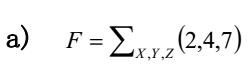 a) F = ∑X,Y,Z(2,4,7)